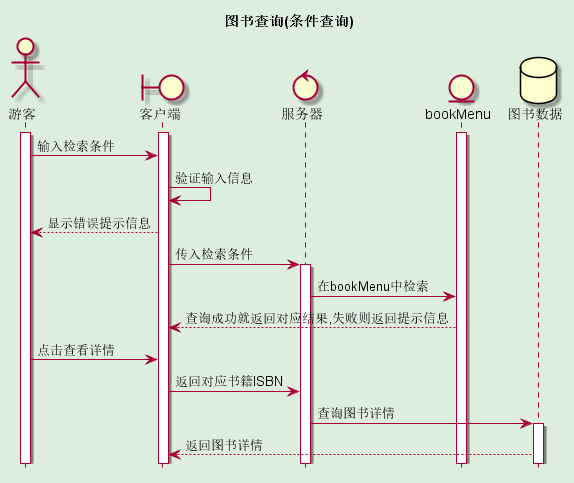 图书查询(条件查询)
游客
客户端
服务器
bookMenu
图书数据
输入检索条件
验证输入信息
显示错误提示信息
传入检索条件
在bookMenu中检索
查询成功就返回对应结果,失败则返回提示信息
点击查看详情
返回对应书籍ISBN
查询图书详情
返回图书详情